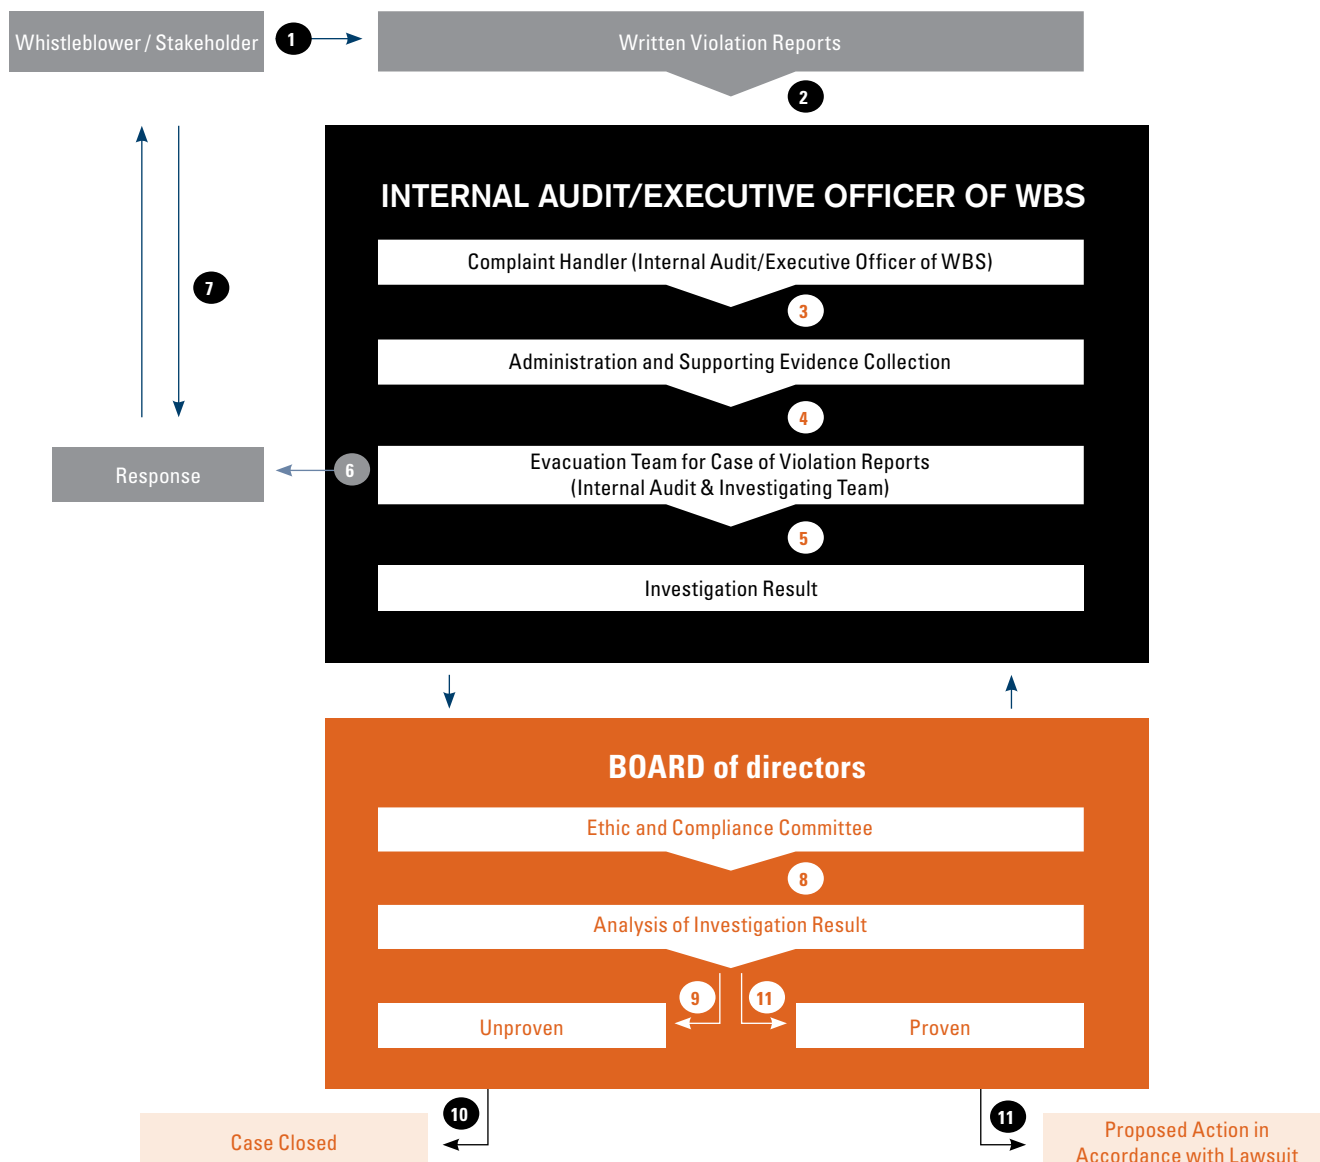 Whistleblower / Stakeholder
1
Written Violation Reports
2
INTERNAL AUDIT/EXECUTIVE OFFICER OF WBS
Complaint Handler (Internal Audit/Executive Officer of WBS)
3
Administration and Supporting Evidence Collection
4
7
Evacuation Team for Case of Violation Reports
(Internal Audit & Investigating Team)
6
Response
5
Investigation Result
BOARD of directors
Ethic and Compliance Committee
8
Analysis of Investigation Result
9
11
Unproven
Proven
10
11
Case Closed
Proposed Action in
Accordance with Lawsuit